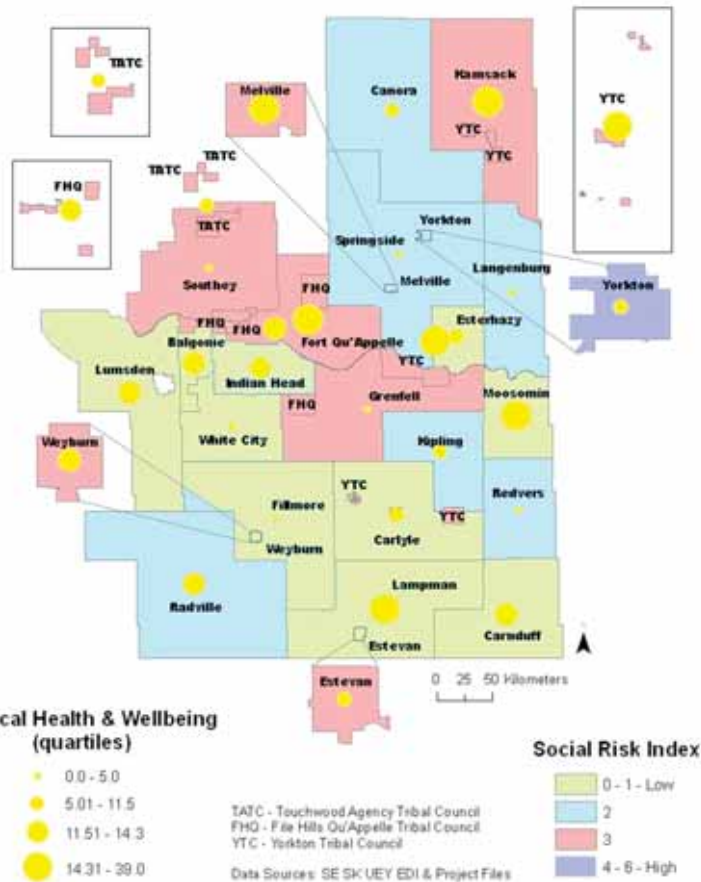 TATC
Melville
Canora
Kamsack
YTC
YTC
YTC
FHQ
TATC
TATC
TATC
Yorkton
Springside
Langenburg
Melville
Yorkton
Southey
FHQ
FHQ
FHQ
Fort Qu'Appelle
Esterhazy
YTC
Balgonie
Lumsden
Indian Head
Grenfell
Moosomin
FHQ
White City
Weyburn
Kipling
YTC
Redvers
Fillmore
YTC
Carlyle
Weyburn
Lampman
Radville
Carnduff
Estevan
0 25 50 Kilometers
Estevan
cal Health & Wellbeing
(quartiles)
0.0 - 5.0
5.01 - 11.5
11.51 - 14.3
14.31 - 39.0
TATC - Touchwood Agency Tribal Council
FHQ - File Hills Qu'Appelle Tribal Council
YTC - Yorkton Tribal Council
Data Sources: SE SK UEY EDI & Project Files
Social Risk Index
0 - 1 - Low
2
3
4 - 6 - High